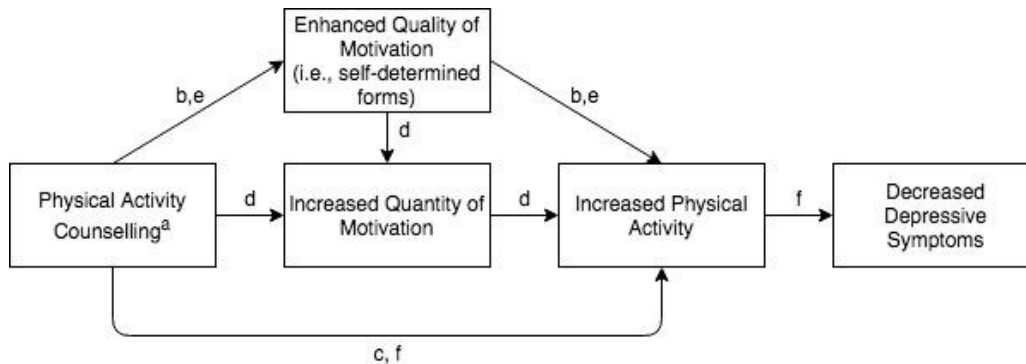 Enhanced Quality of
Motivation
(i.e., self-determined
forms)
b,e
b,e
d
Physical Activity
Counselling^a
d
Increased Quantity of
Motivation
d
Increased Physical
Activity
f
Decreased
Depressive
Symptoms
c, f